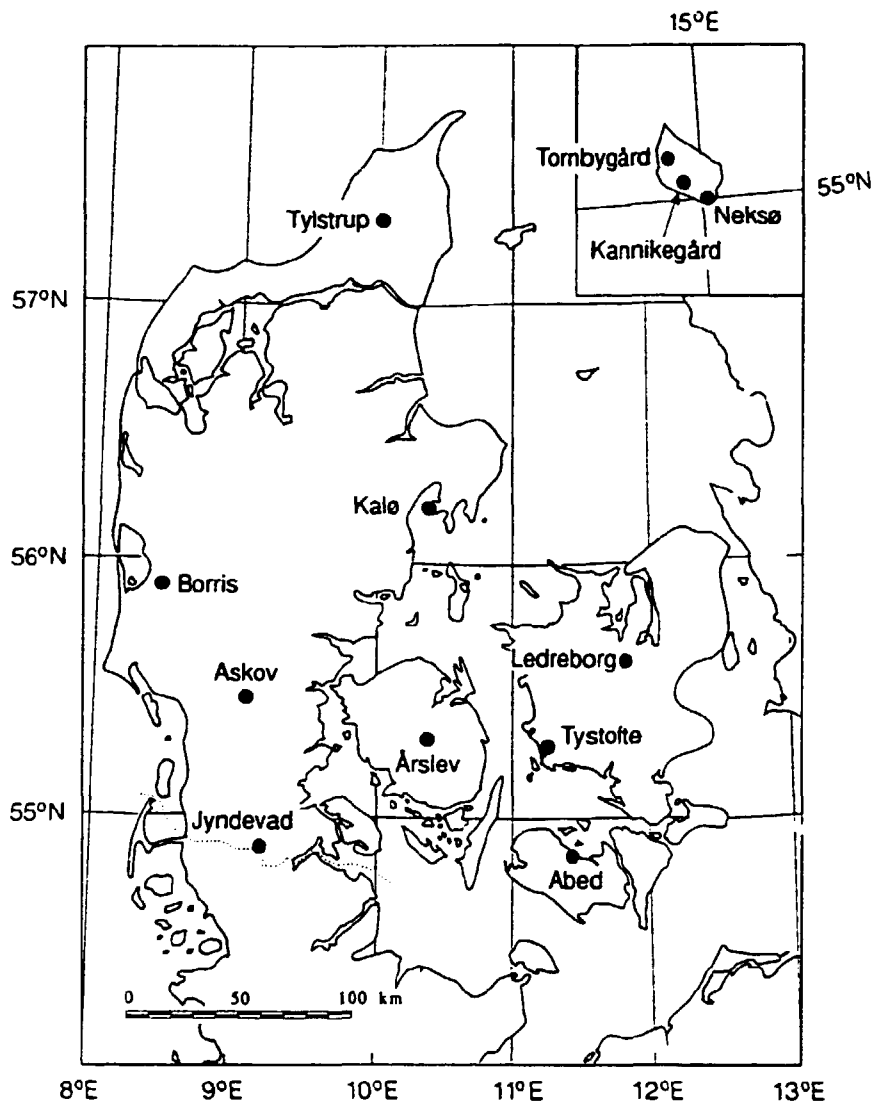 15°E
Tornbygård
55°N
Neksø
Kannikegård
Tylstrup
57°N
Kalø
56°N
Borris
Ledreborg
Askov
Tystofte
Årslev
55°N
Jyndevad
Abed
0 50 100 km
8°E 9°E 10°E 11°E 12°E 13°E